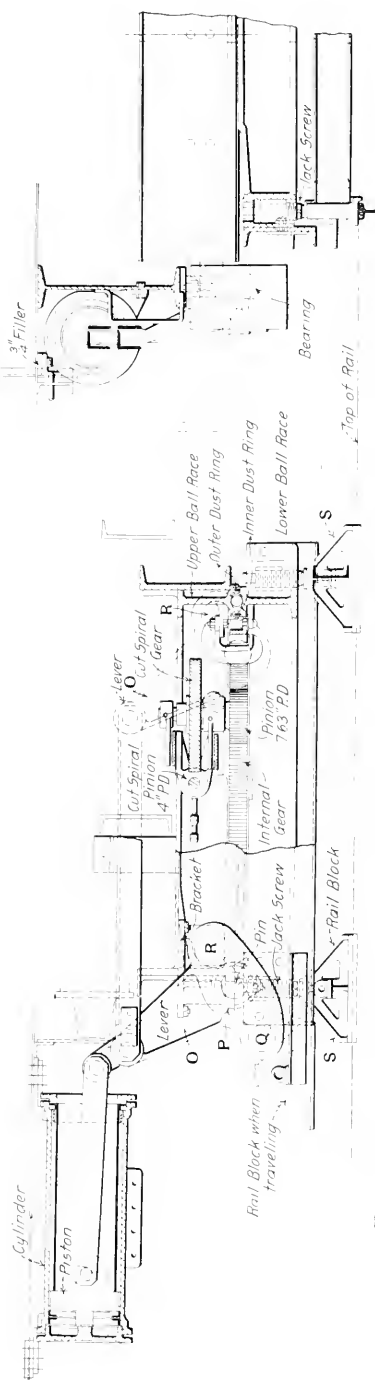 Cylinder
Piston
Lever
Bracket
O
P
Q
R
Pin
Jack Screw
Rail Block when
traveling
S
Rail Block
Cut Spiral
Pinion
4" P.D.
Lever
O
Cut Spiral
Gear
R
Upper Ball Race
Outer Dust Ring
Inner Dust Ring
Lower Ball Race
Internal
Gear
Pinion
7.63 P.D.
S
3/4" Filler
Bearing
Top of Rail
Jack Screw